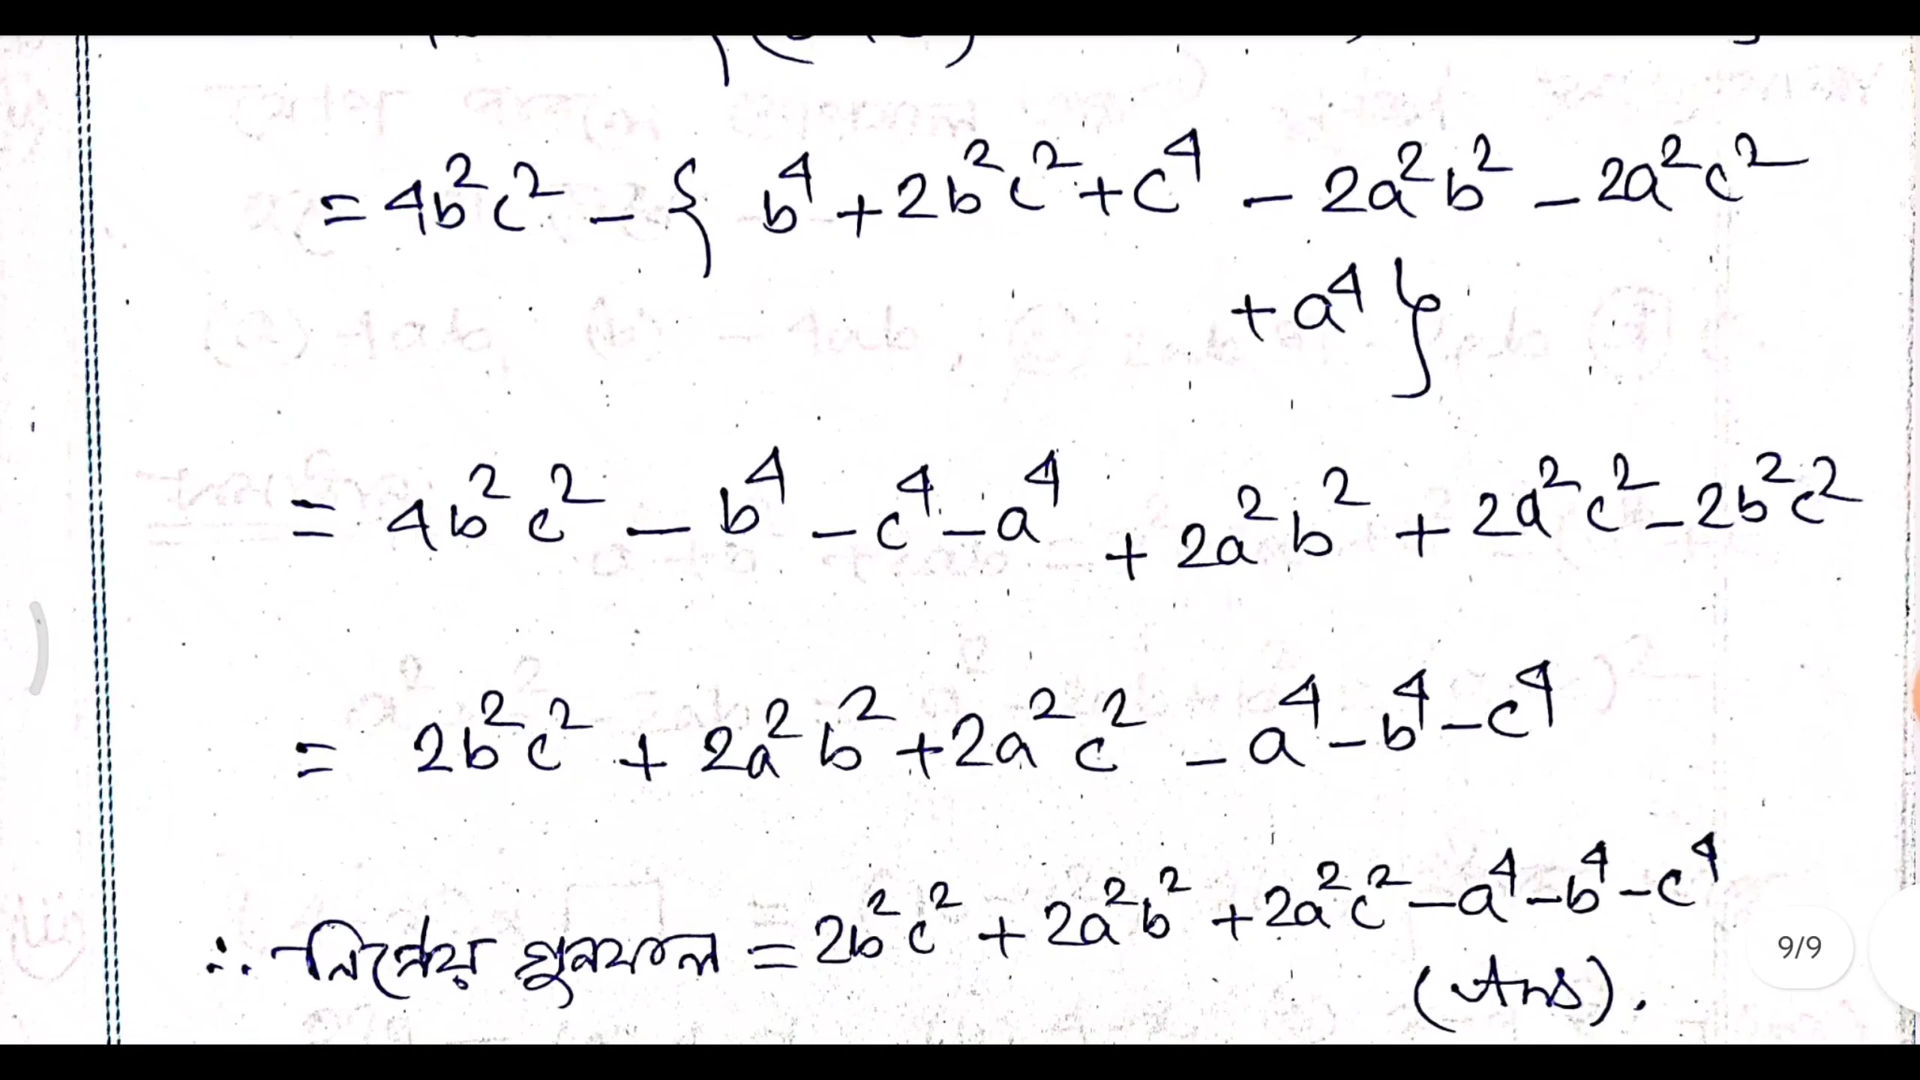 = 4b²c² - { b⁴ + 2b²c² + c⁴ - 2a²b² - 2a²c²
+ a⁴ }
= 4b²c² - b⁴ - c⁴ - a⁴ + 2a²b² + 2a²c² - 2b²c²
= 2b²c² + 2a²b² + 2a²c² - a⁴ - b⁴ - c⁴
∴ নির্ণেয় গুনফল = 2b²c² + 2a²b² + 2a²c² - a⁴ - b⁴ - c⁴
(Ans).
9/9